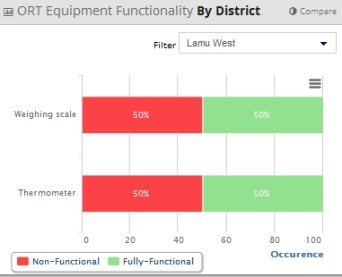 ORT Equipment Functionality By District
Compare
Filter
Lamu West
Weighing scale
50%
50%
Thermometer
50%
50%
0 20 40 60 80 100
Occurence
Non-Functional Fully-Functional